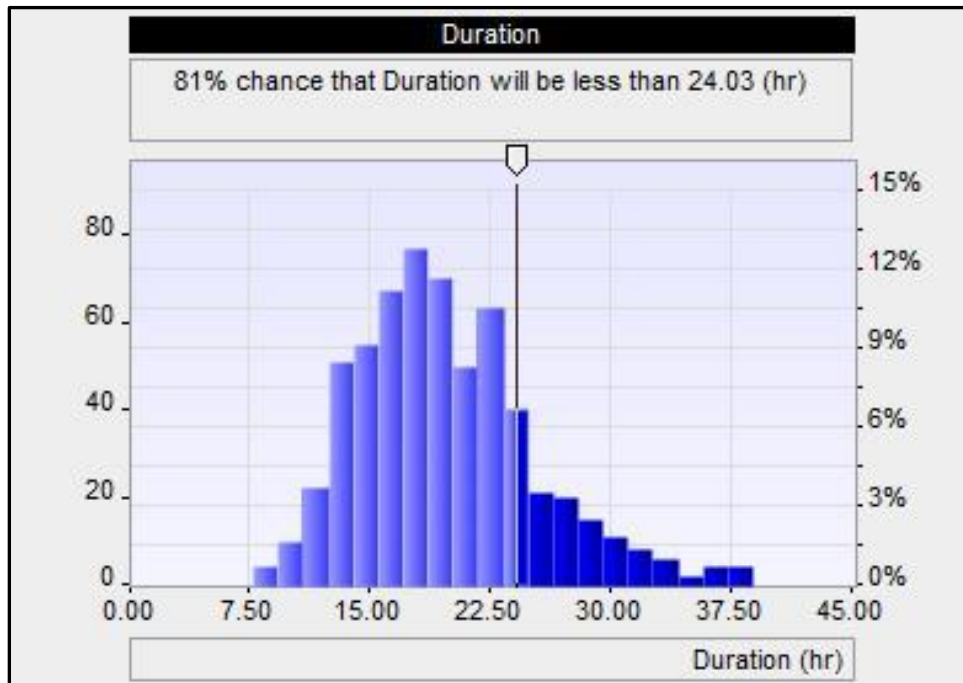 Duration
81% chance that Duration will be less than 24.03 (hr)
15%
80
12%
60
9%
40
6%
20
3%
0
0%
0.00 7.50 15.00 22.50 30.00 37.50 45.00
Duration (hr)